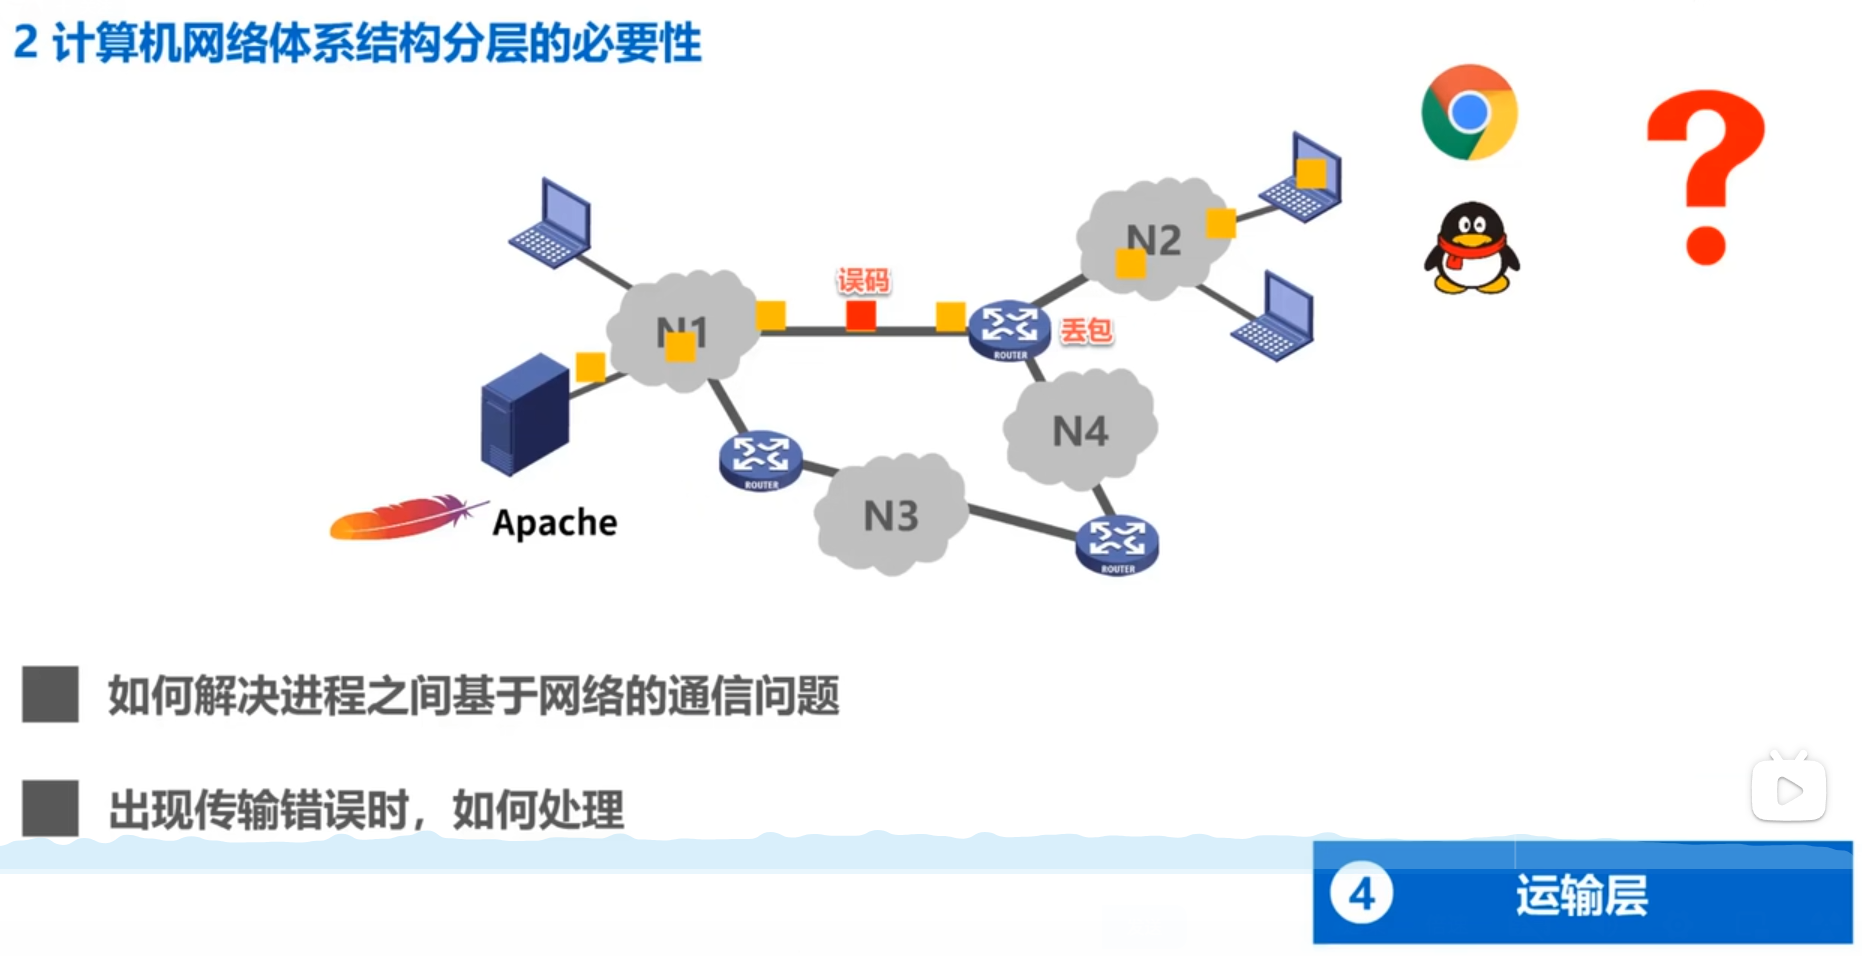 2 计算机网络体系结构分层的必要性
误码
N2
N1
丢包
ROUTER
N4
ROUTER
N3
Apache
ROUTER
如何解决进程之间基于网络的通信问题
出现传输错误时，如何处理
4 运输层